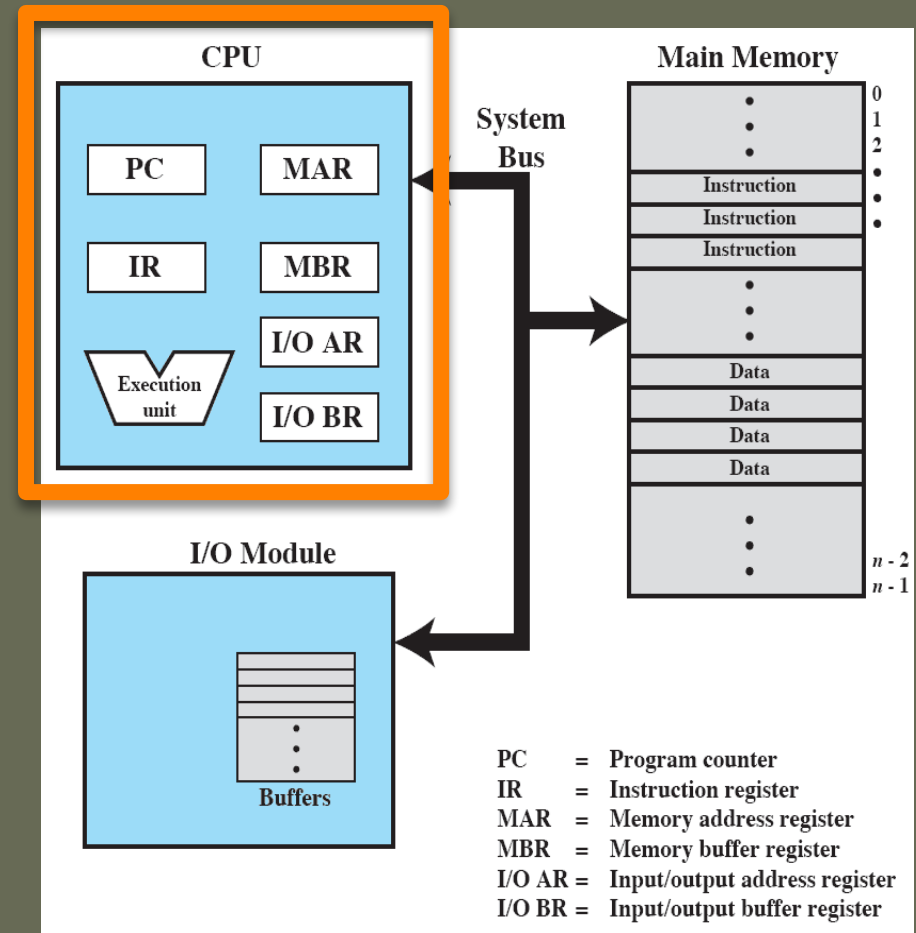 CPU
Main Memory
System
Bus
PC
MAR
IR
MBR
I/O AR
I/O BR
Execution
unit
0
1
2
Instruction
Instruction
Instruction
Data
Data
Data
Data
n - 2
n - 1
I/O Module
Buffers
PC = Program counter
IR = Instruction register
MAR = Memory address register
MBR = Memory buffer register
I/O AR = Input/output address register
I/O BR = Input/output buffer register